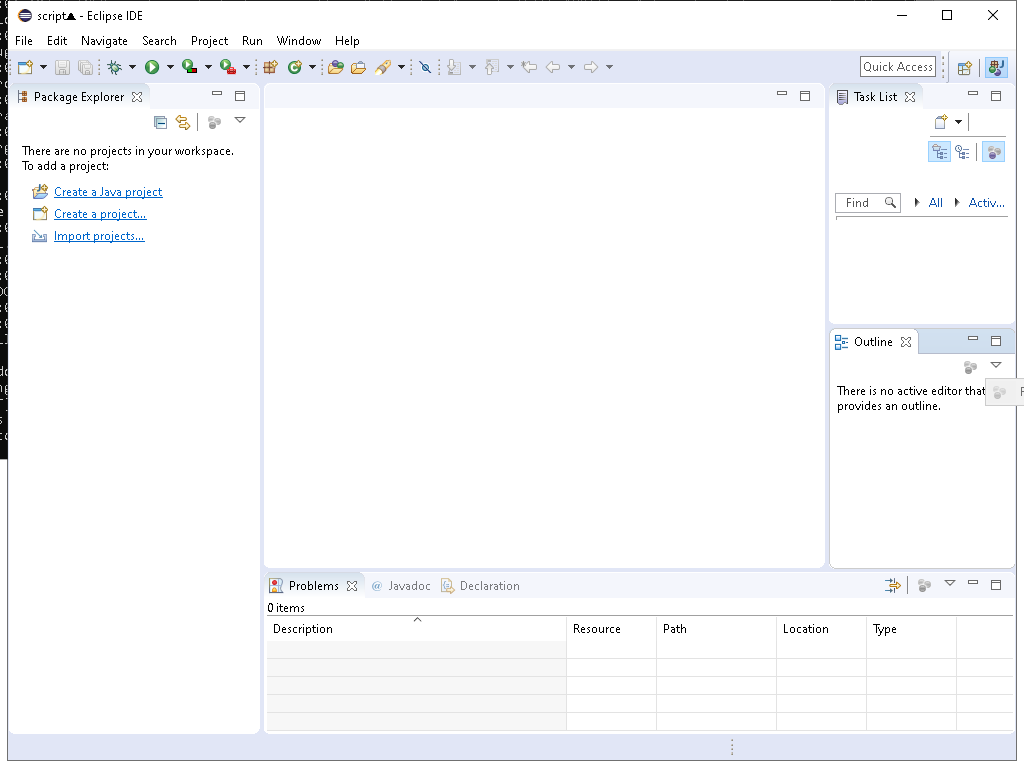 script▲ - Eclipse IDE
File Edit Navigate Search Project Run Window Help
Quick Access
Package Explorer
There are no projects in your workspace.
To add a project:
Create a Java project
Create a project...
Import projects...
Task List
Find
All
Activ...
Outline
There is no active editor that
provides an outline.
Problems @ Javadoc Declaration
0 items
Description Resource Path Location Type